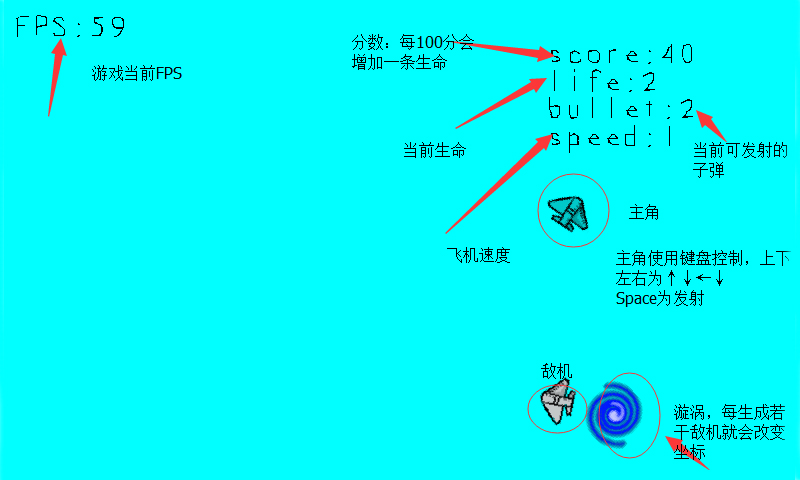 FPS:59
游戏当前FPS
分数：每100分会
增加一条生命
score:40
life:2
bullet:2
speed:1
当前生命
当前可发射的
子弹
飞机速度
主角
主角使用键盘控制，上下
左右为↑↓←↓
Space为发射
敌机
漩涡，每生成若
干敌机就会改变
坐标